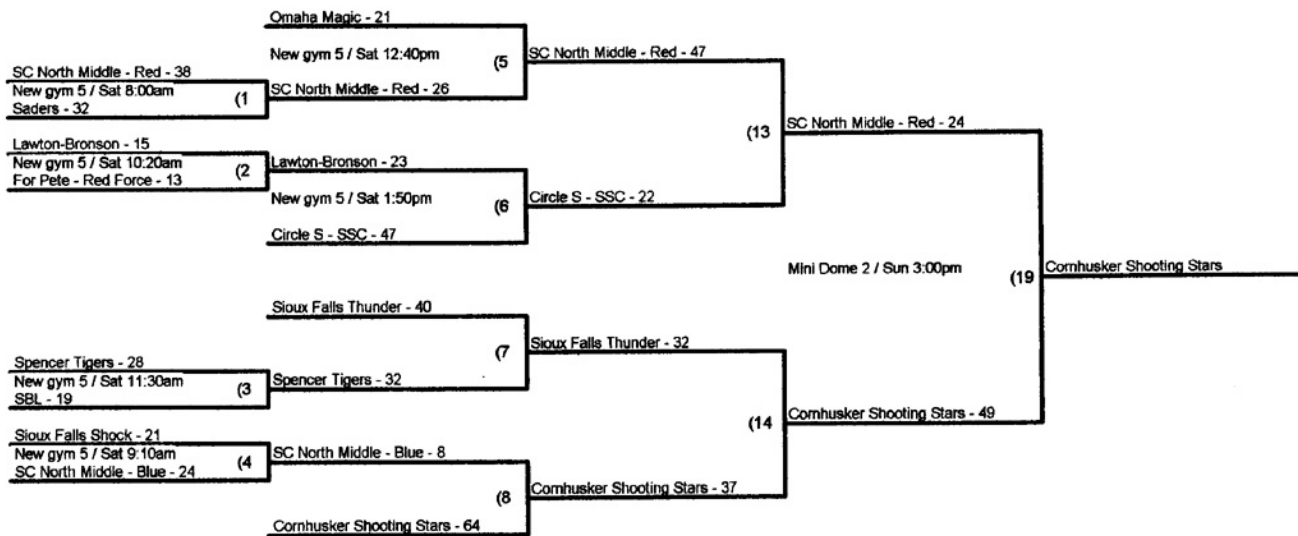 Omaha Magic - 21
New gym 5 / Sat 12:40pm
(5
SC North Middle - Red - 47
SC North Middle - Red - 38
New gym 5 / Sat 8:00am
(1
SC North Middle - Red - 26
Saders - 32
(13
SC North Middle - Red - 24
Lawton-Bronson - 15
New gym 5 / Sat 10:20am
(2
Lawton-Bronson - 23
For Pete - Red Force - 13
New gym 5 / Sat 1:50pm
(6
Circle S - SSC - 22
Circle S - SSC - 47
Mini Dome 2 / Sun 3:00pm
(19
Cornhusker Shooting Stars
Sioux Falls Thunder - 40
(7
Sioux Falls Thunder - 32
Spencer Tigers - 28
New gym 5 / Sat 11:30am
(3
Spencer Tigers - 32
SBL - 19
(14
Cornhusker Shooting Stars - 49
Sioux Falls Shock - 21
New gym 5 / Sat 9:10am
(4
SC North Middle - Blue - 8
SC North Middle - Blue - 24
(8
Cornhusker Shooting Stars - 37
Cornhusker Shooting Stars - 64